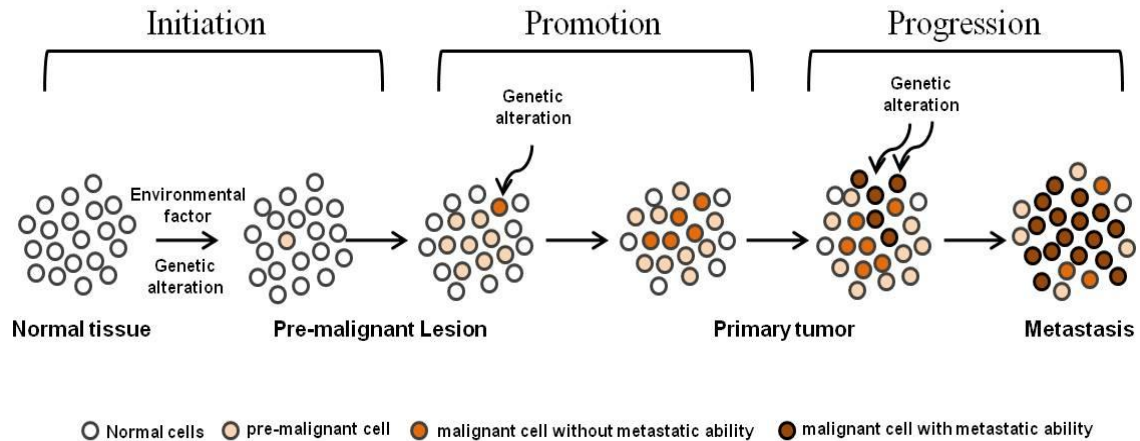 Initiation
Promotion
Progression
Genetic
alteration
Genetic
alteration
Environmental
factor
Genetic
alteration
Normal tissue
Pre-malignant Lesion
Primary tumor
Metastasis
Normal cells
pre-malignant cell
malignant cell without metastatic ability
malignant cell with metastatic ability